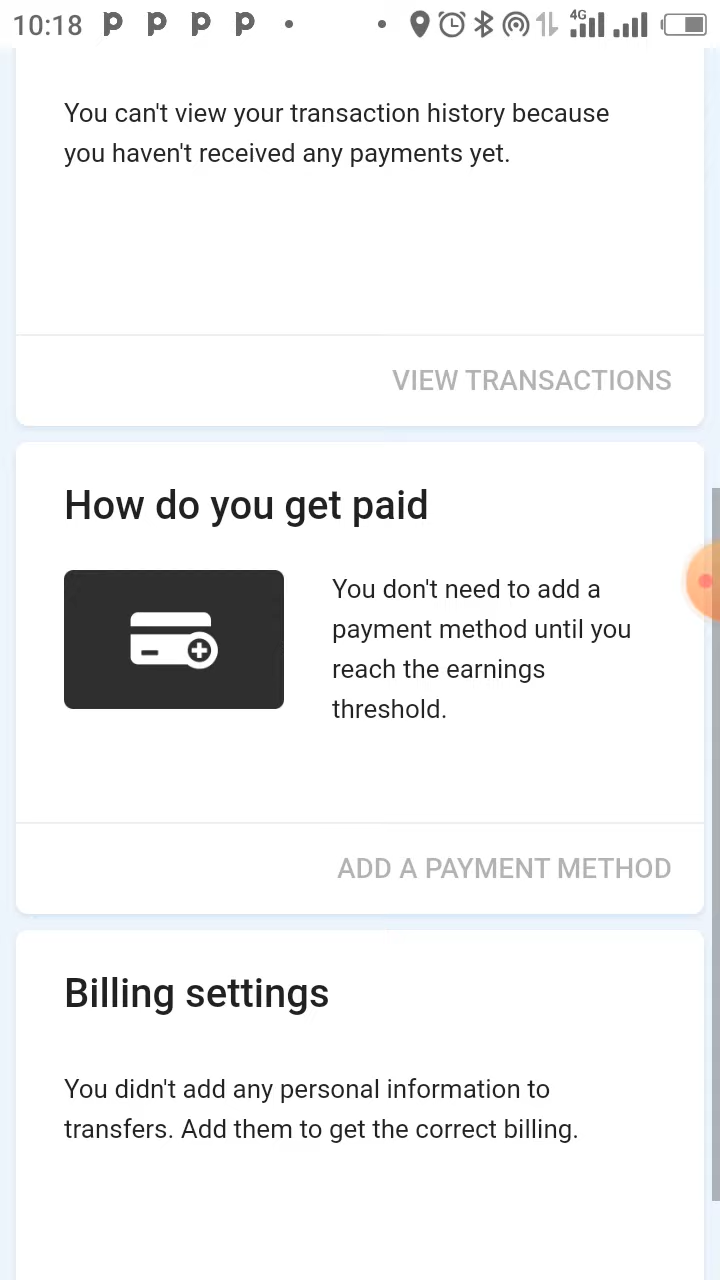 10:18
4G
You can't view your transaction history because
you haven't received any payments yet.
VIEW TRANSACTIONS
How do you get paid
You don't need to add a
payment method until you
reach the earnings
threshold.
ADD A PAYMENT METHOD
Billing settings
You didn't add any personal information to
transfers. Add them to get the correct billing.